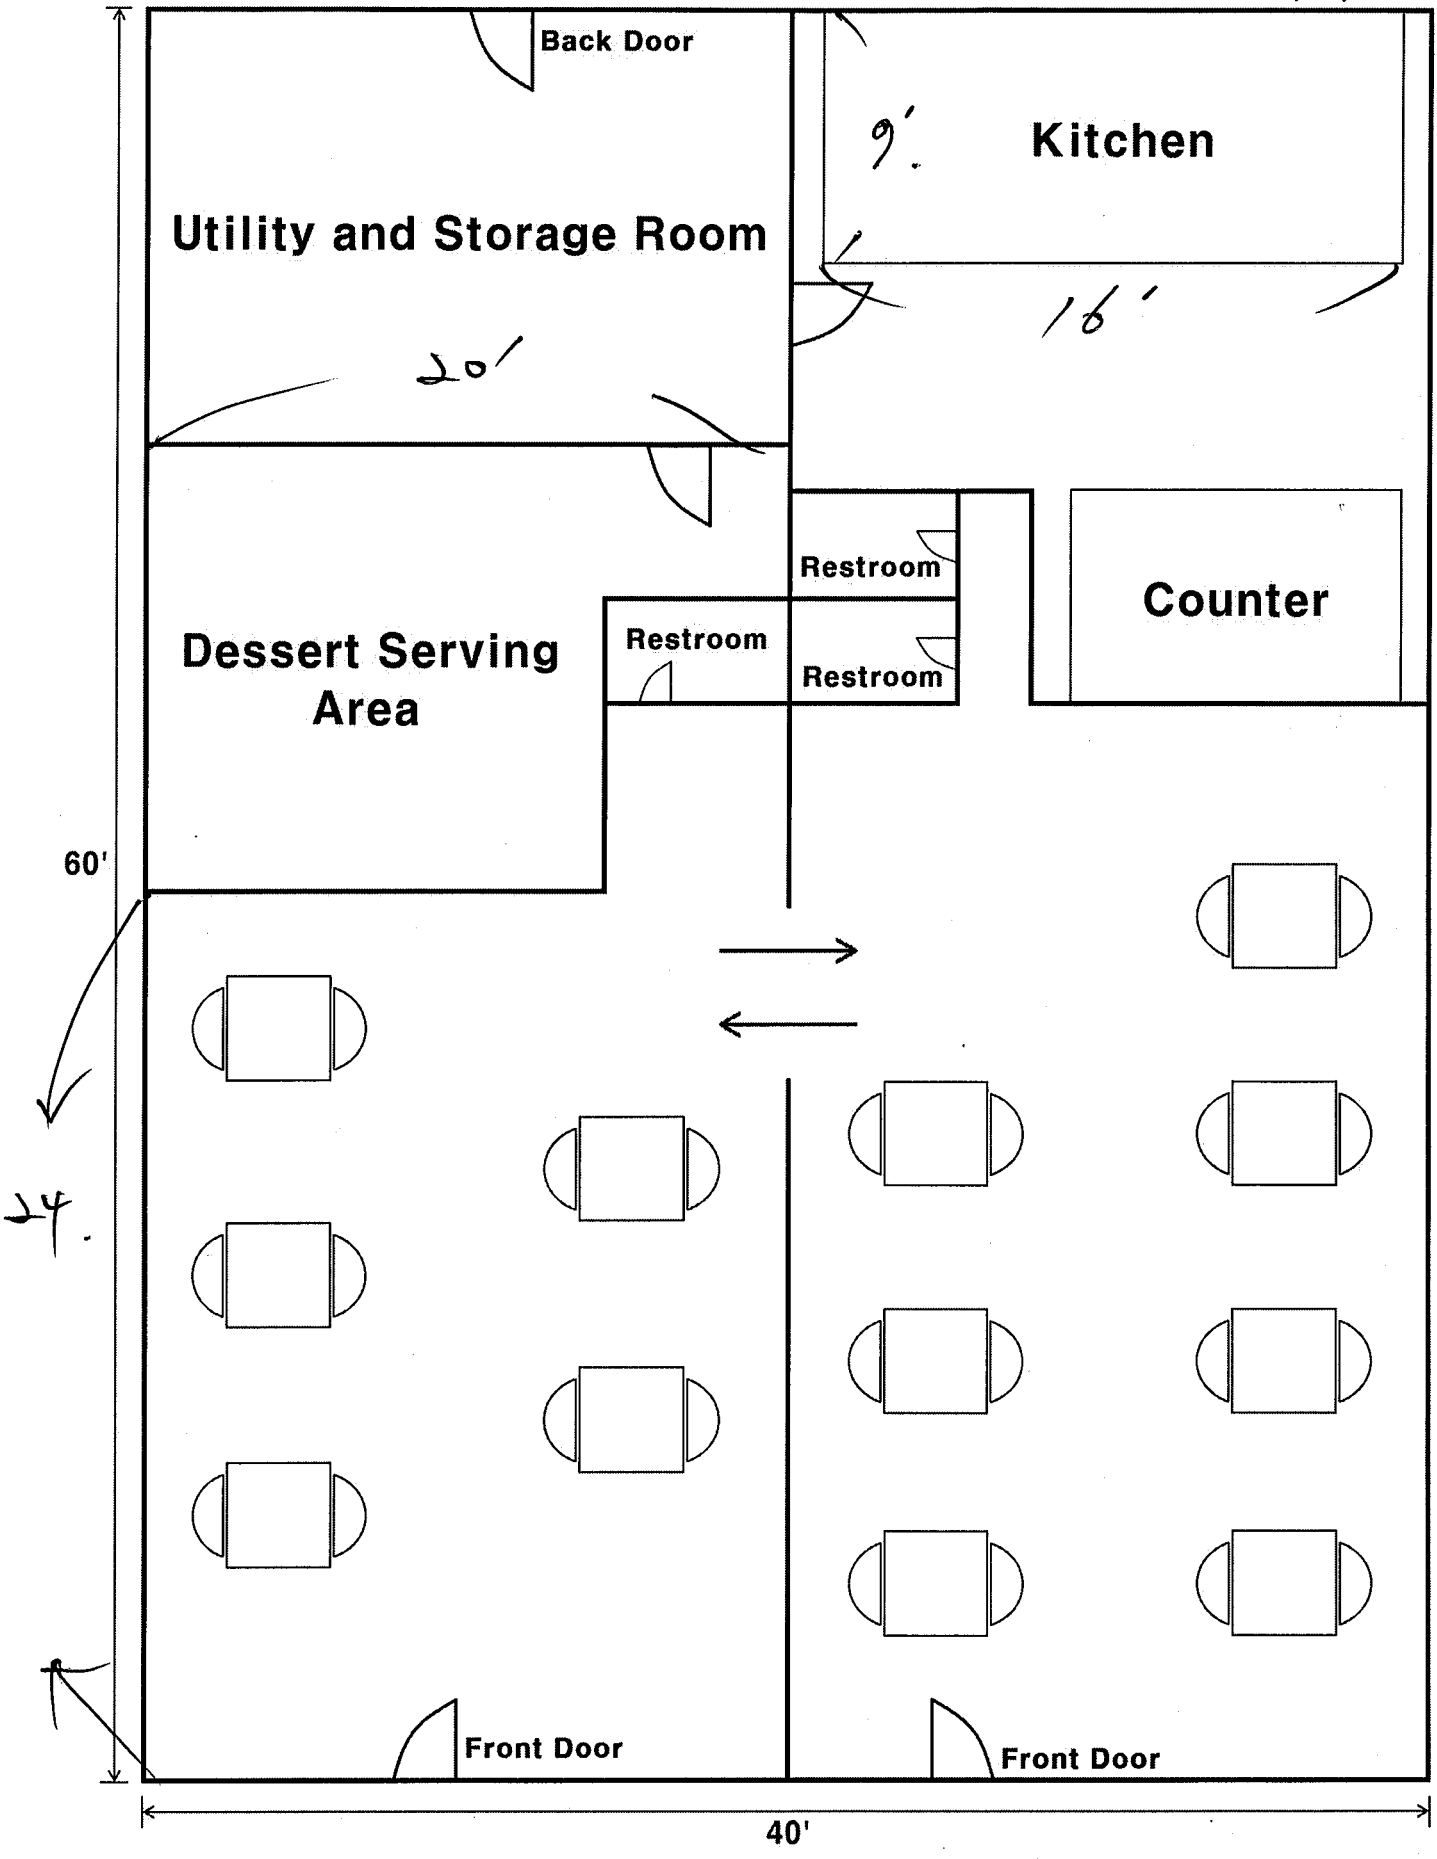 Back Door
Kitchen
9'.
Utility and Storage Room
16'
20'
Restroom
Counter
Dessert Serving
Area
Restroom
Restroom
60'
24.
Front Door
Front Door
40'